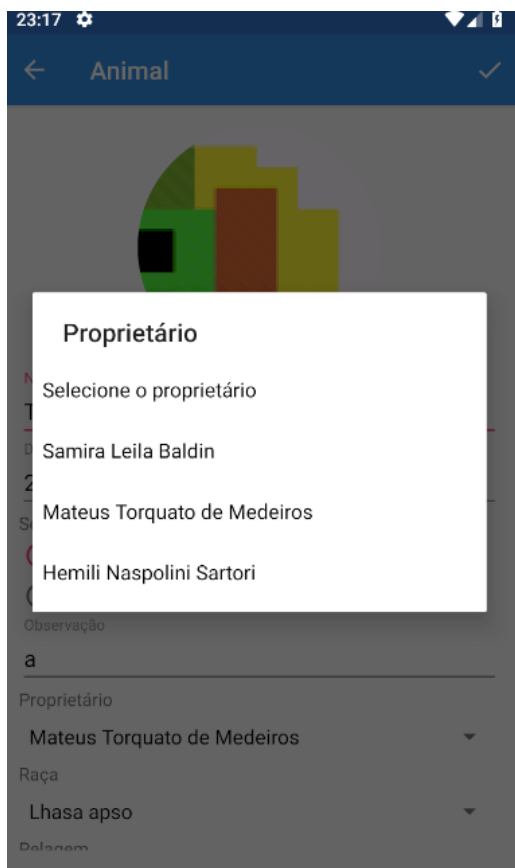 23:17
Animal
Proprietário
Selecione o proprietário
Samira Leila Baldin
Mateus Torquato de Medeiros
Hemili Naspolini Sartori
Observação
a
Proprietário
Mateus Torquato de Medeiros
Raça
Lhasa apso
Pelagem